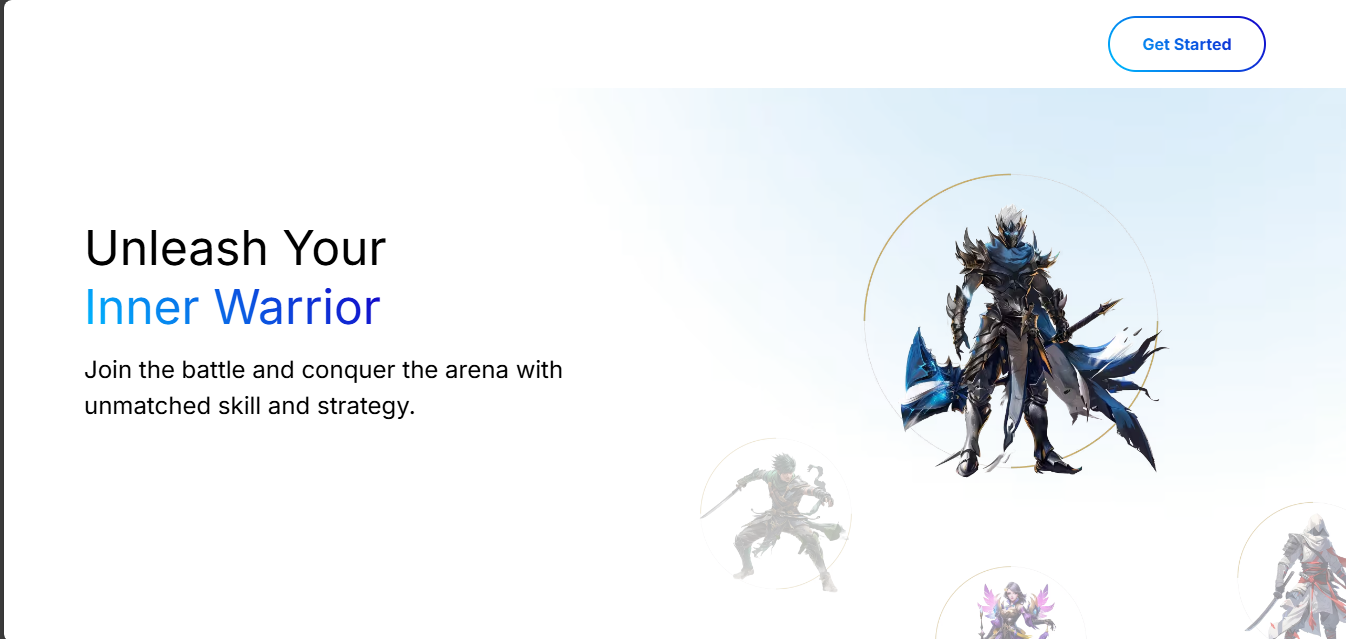 Get Started
Unleash Your
Inner Warrior
Join the battle and conquer the arena with
unmatched skill and strategy.